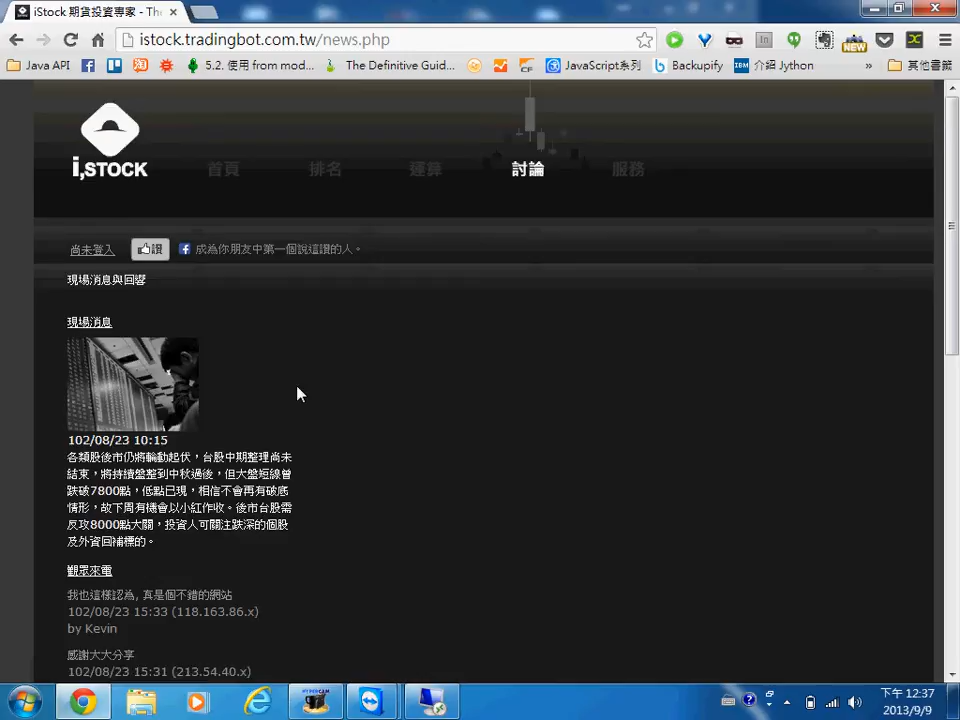 iStock 期貨投資專家 - The
istock.tradingbot.com.tw/news.php
Java API
5.2. 使用 from mod...
The Definitive Guid...
JavaScript系列
Backupify
介紹 Jython
»
其他書籤
i,STOCK
首頁
排名
運籌
討論
服務
尚未登入
讚
成為你朋友中第一個說這讚的人。
現場消息與回響
現場消息
102/08/23 10:15
各類股後市仍將輪動起伏，台股中期整理尚未
結束，將持續盤整到中秋過後，但大盤短線曾
跌破7800點，低點已現，相信不會再有破底
情形，故下周有機會以小紅作收。後市台股需
反攻8000點大關，投資人可關注跌深的個股
及外資回補標的。
觀眾來電
我也這樣認為, 真是個不錯的網站
102/08/23 15:33 (118.163.86.x)
by Kevin
感謝大大分享
102/08/23 15:31 (213.54.40.x)
下午 12:37
2013/9/9